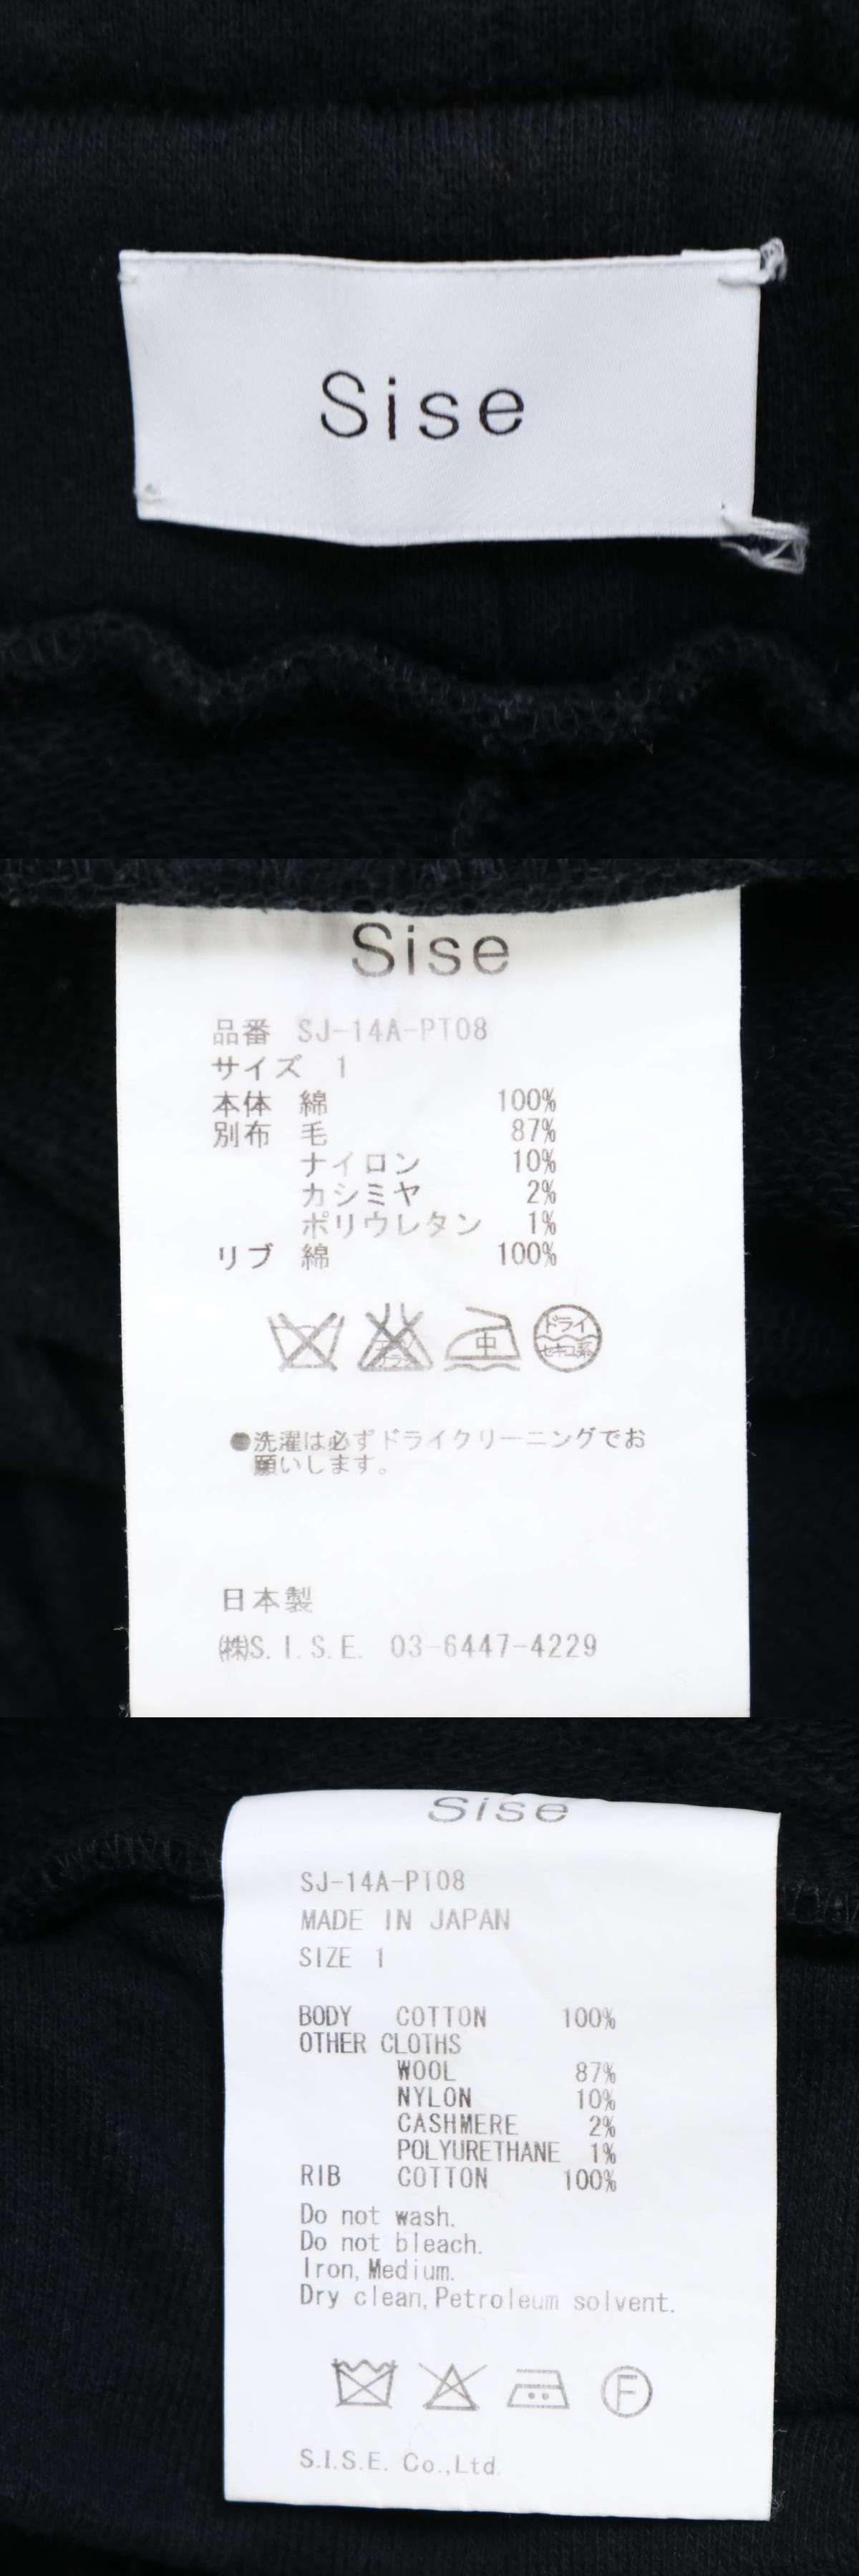 Sise
Sise
品番 SJ-14A-PT08
サイズ 1
本体 綿 100%
別布 毛 87%
ナイロン 10%
カシミヤ 2%
ポリウレタン 1%
リブ 綿 100%
中 ドライ セキユ系
●洗濯は必ずドライクリーニングでお
願いします。
日本製
㈱S.I.S.E. 03-6447-4229
Sise
SJ-14A-PT08
MADE IN JAPAN
SIZE 1
BODY COTTON 100%
OTHER CLOTHS
WOOL 87%
NYLON 10%
CASHMERE 2%
POLYURETHANE 1%
RIB COTTON 100%
Do not wash.
Do not bleach.
Iron,Medium.
Dry clean,Petroleum solvent.
F
S.I.S.E. Co.,Ltd.